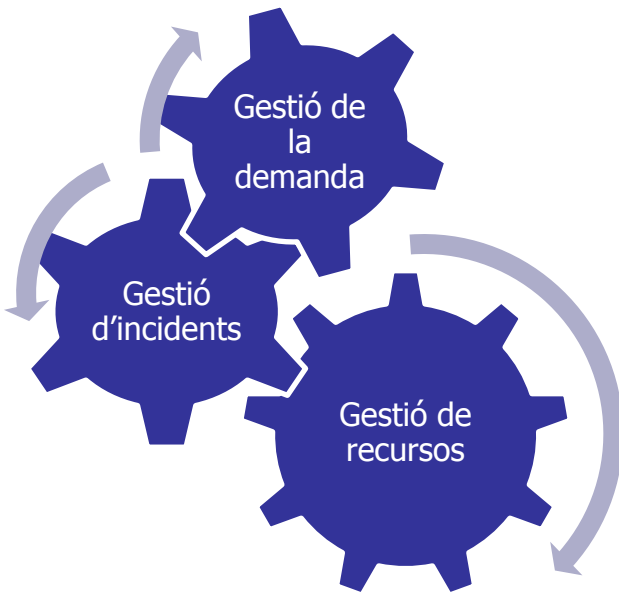 Gestió de
la
demanda
Gestió
d’incidents
Gestió de
recursos